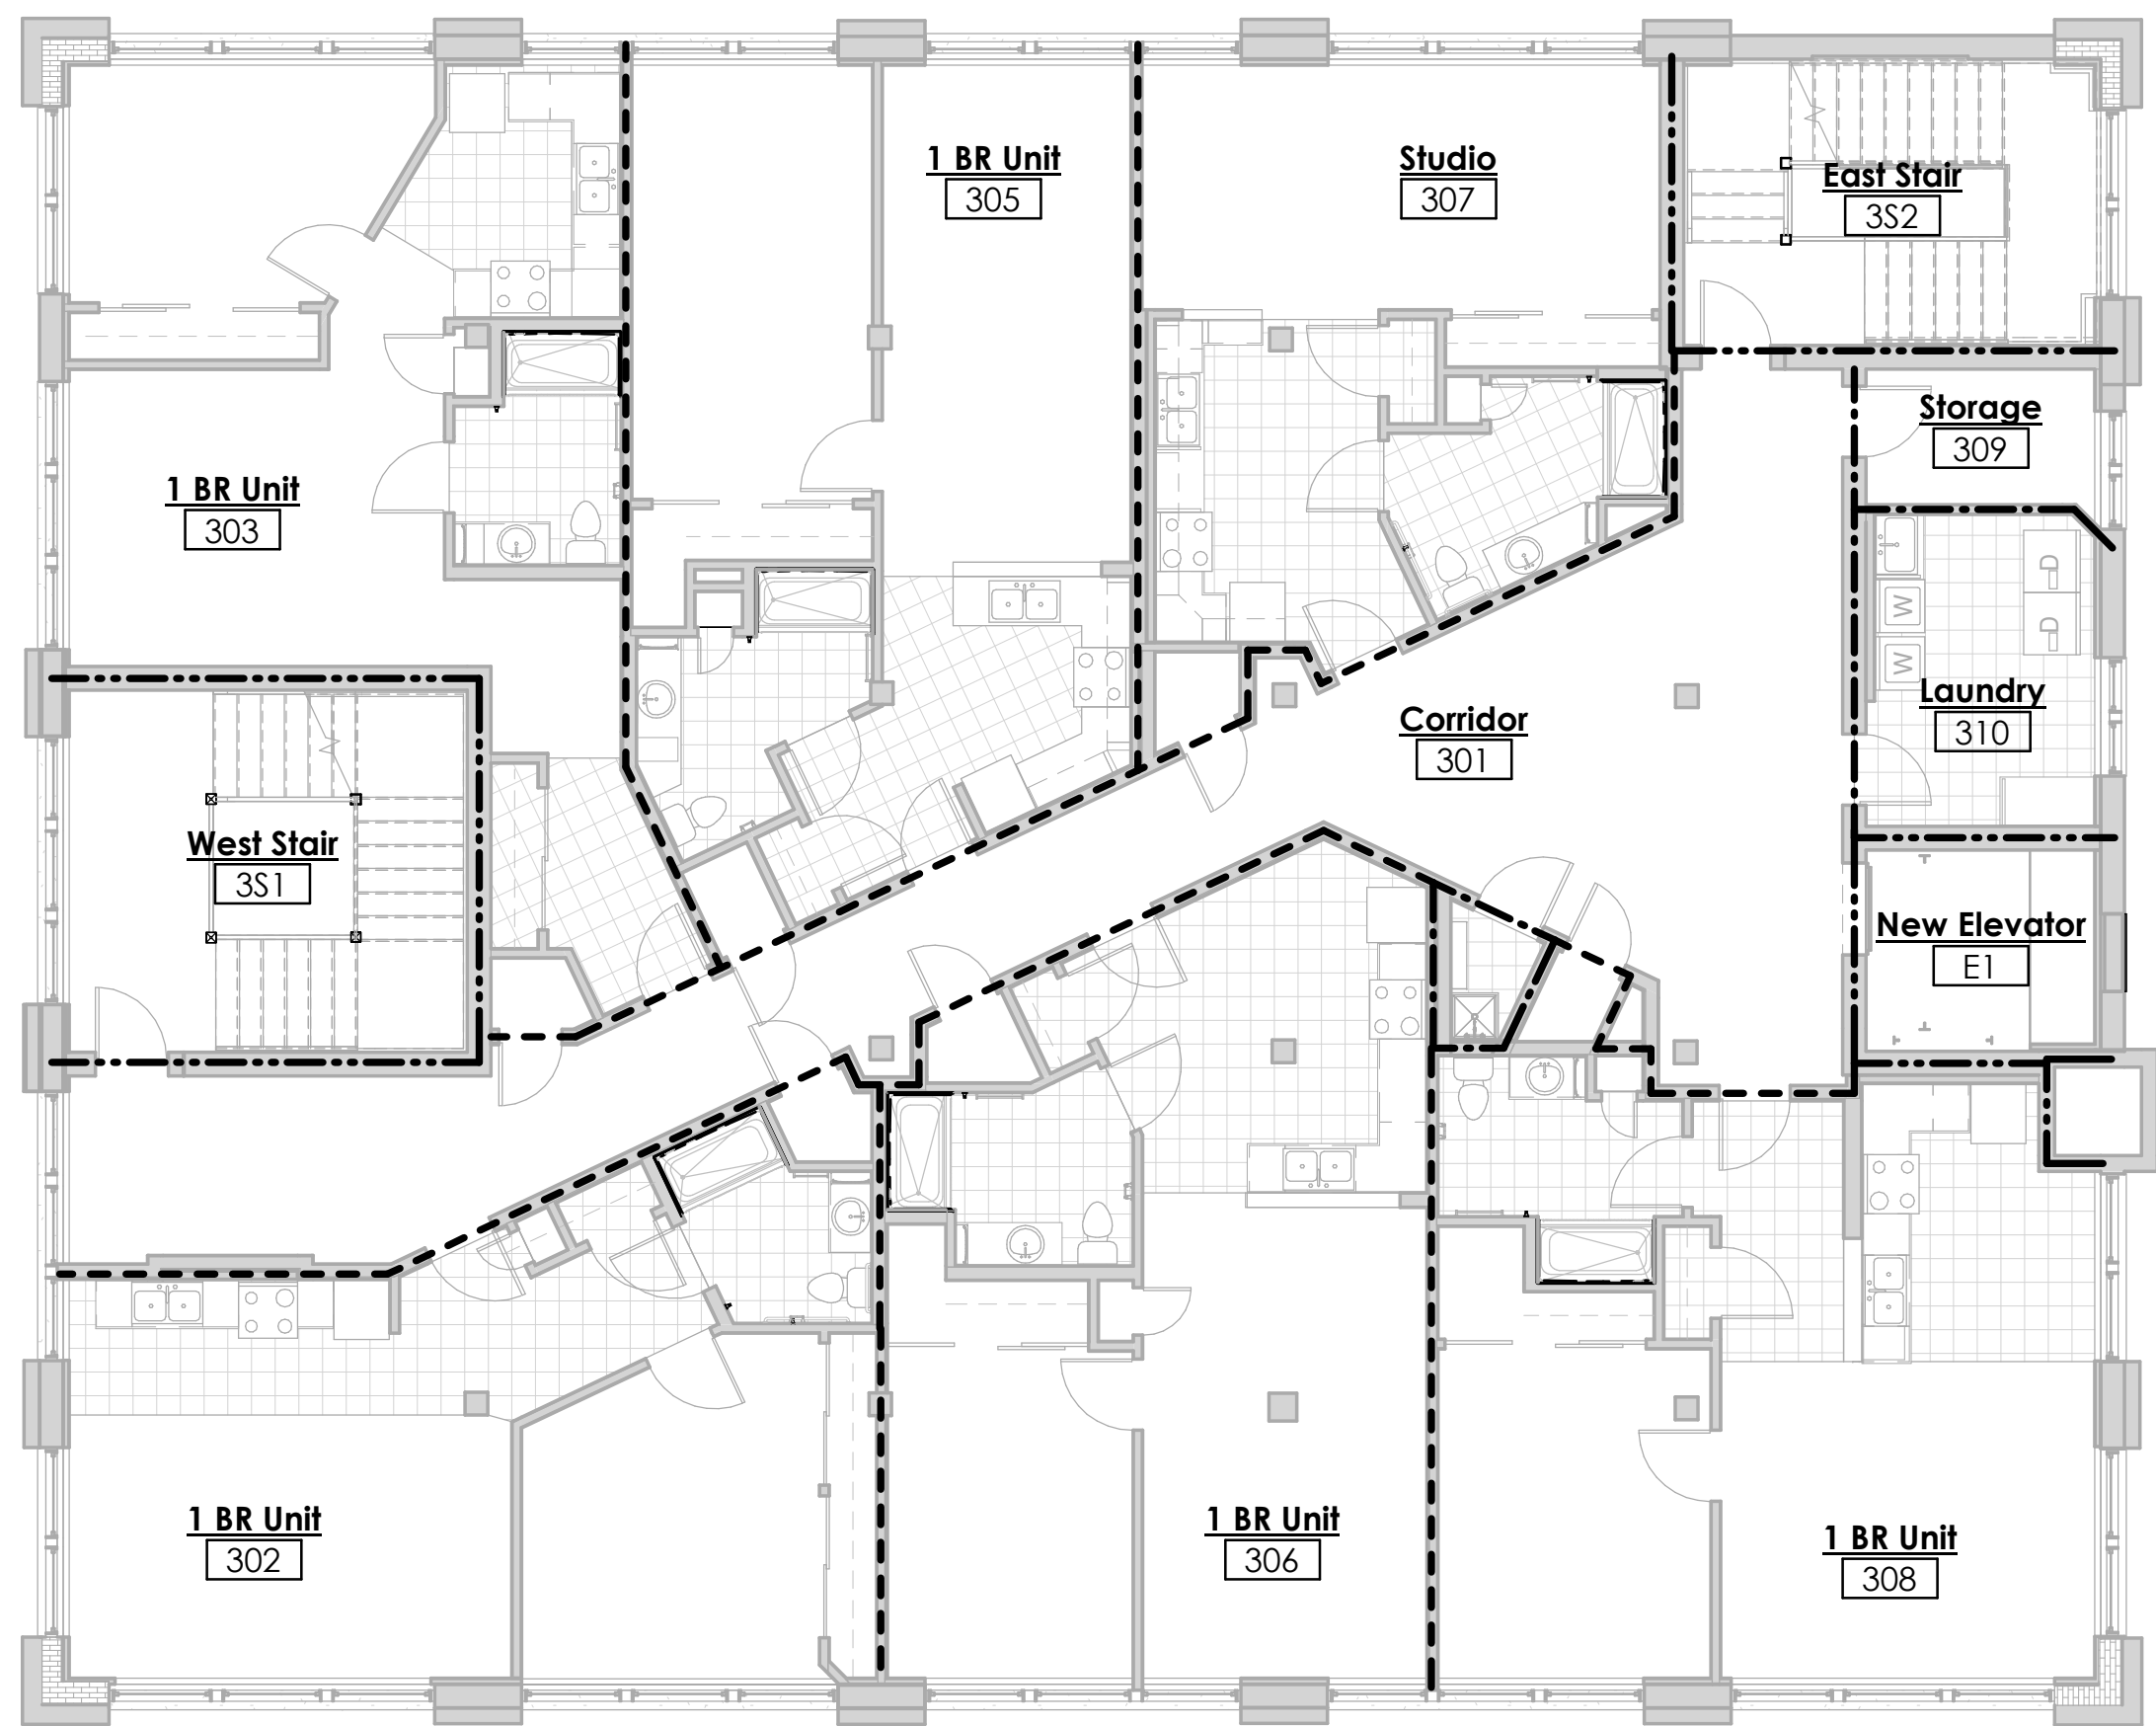 1 BR Unit
305
Studio
307
East Stair
3S2
Storage
309
1 BR Unit
303
D
D
W
W
Laundry
310
Corridor
301
West Stair
3S1
New Elevator
E1
1 BR Unit
302
1 BR Unit
306
1 BR Unit
308